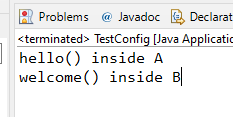 Problems @ Javadoc Declarat
<terminated> TestConfig [Java Applicatio
hello() inside A
welcome() inside B